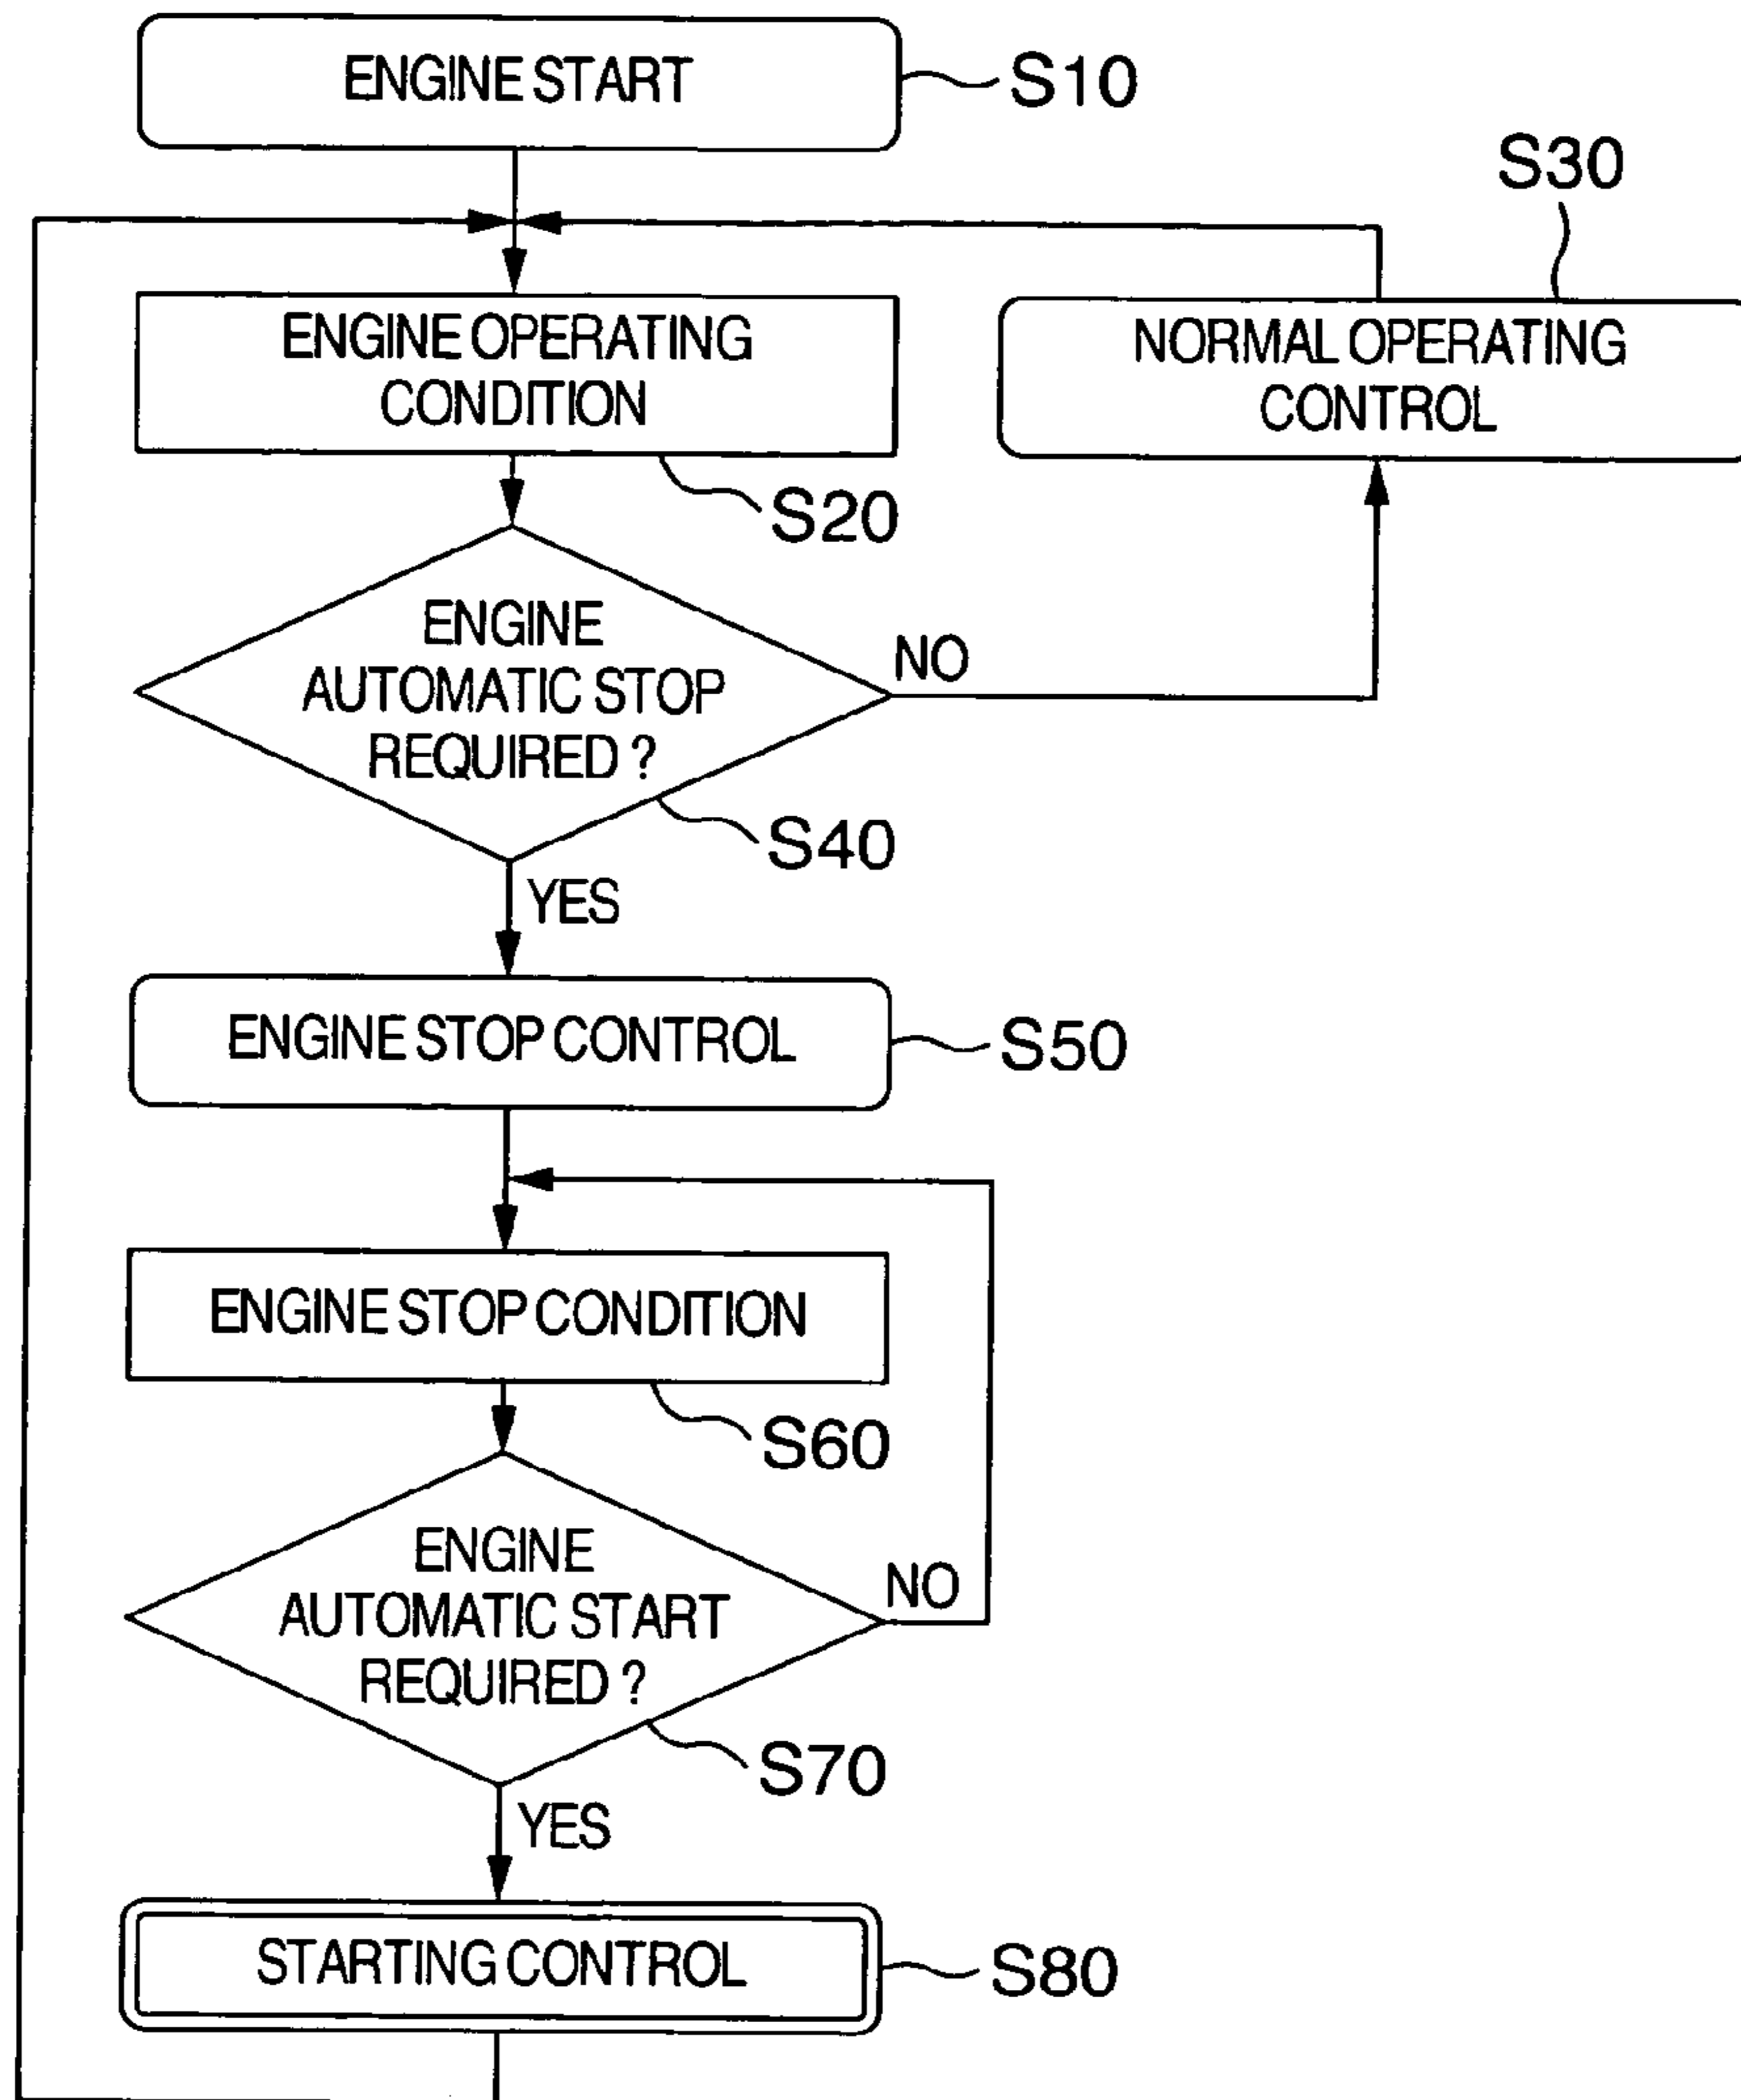 ENGINE START
S10
S30
ENGINE OPERATING
CONDITION
NORMAL OPERATING
CONTROL
S20
ENGINE
AUTOMATIC STOP
REQUIRED ?
NO
S40
YES
ENGINE STOP CONTROL
S50
ENGINE STOP CONDITION
S60
ENGINE
AUTOMATIC START
REQUIRED ?
NO
S70
YES
STARTING CONTROL
S80